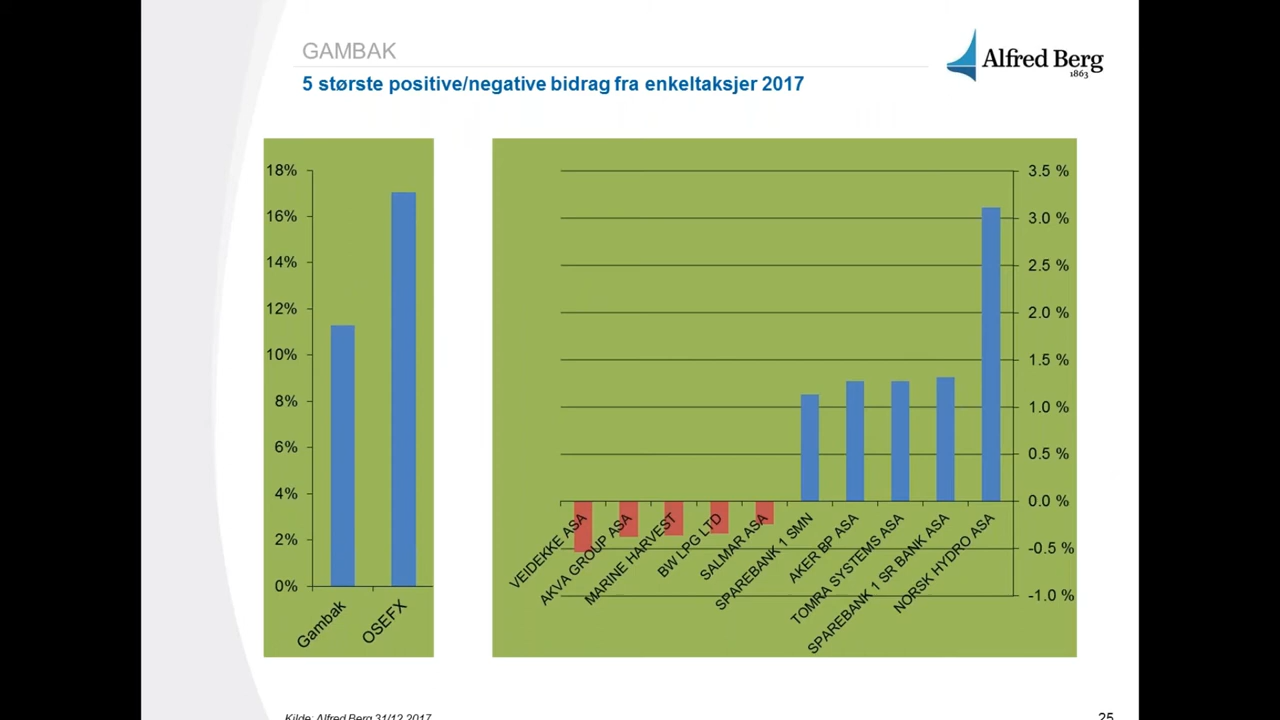 GAMBAK
5 største positive/negative bidrag fra enkeltaksjer 2017
Alfred Berg
1863
18%
16%
14%
12%
10%
8%
6%
4%
2%
0%
Gambak
OSEFX
3.5 %
3.0 %
2.5 %
2.0 %
1.5 %
1.0 %
0.5 %
0.0 %
-0.5 %
-1.0 %
VEIDEKKE ASA
AKVA GROUP ASA
MARINE HARVEST
BW LPG LTD
SALMAR ASA
SPAREBANK 1 SMN
AKER BP ASA
TOMRA SYSTEMS ASA
SPAREBANK 1 SR BANK ASA
NORSK HYDRO ASA
Kilde: Alfred Berg 31/12 2017
25